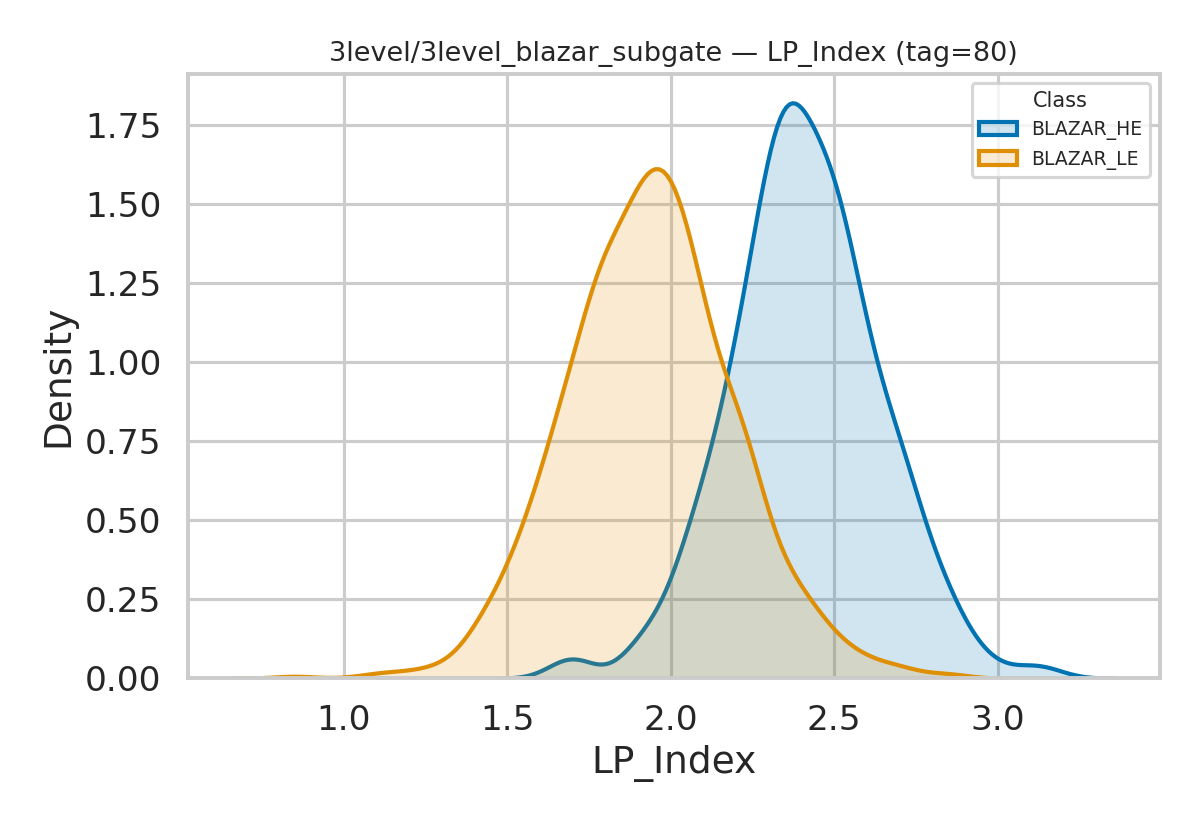 3level/3level_blazar_subgate — LP_Index (tag=80)
Class
BLAZAR_HE
BLAZAR_LE
1.75
1.50
1.25
1.00
0.75
0.50
0.25
0.00
Density
1.0 1.5 2.0 2.5 3.0
LP_Index